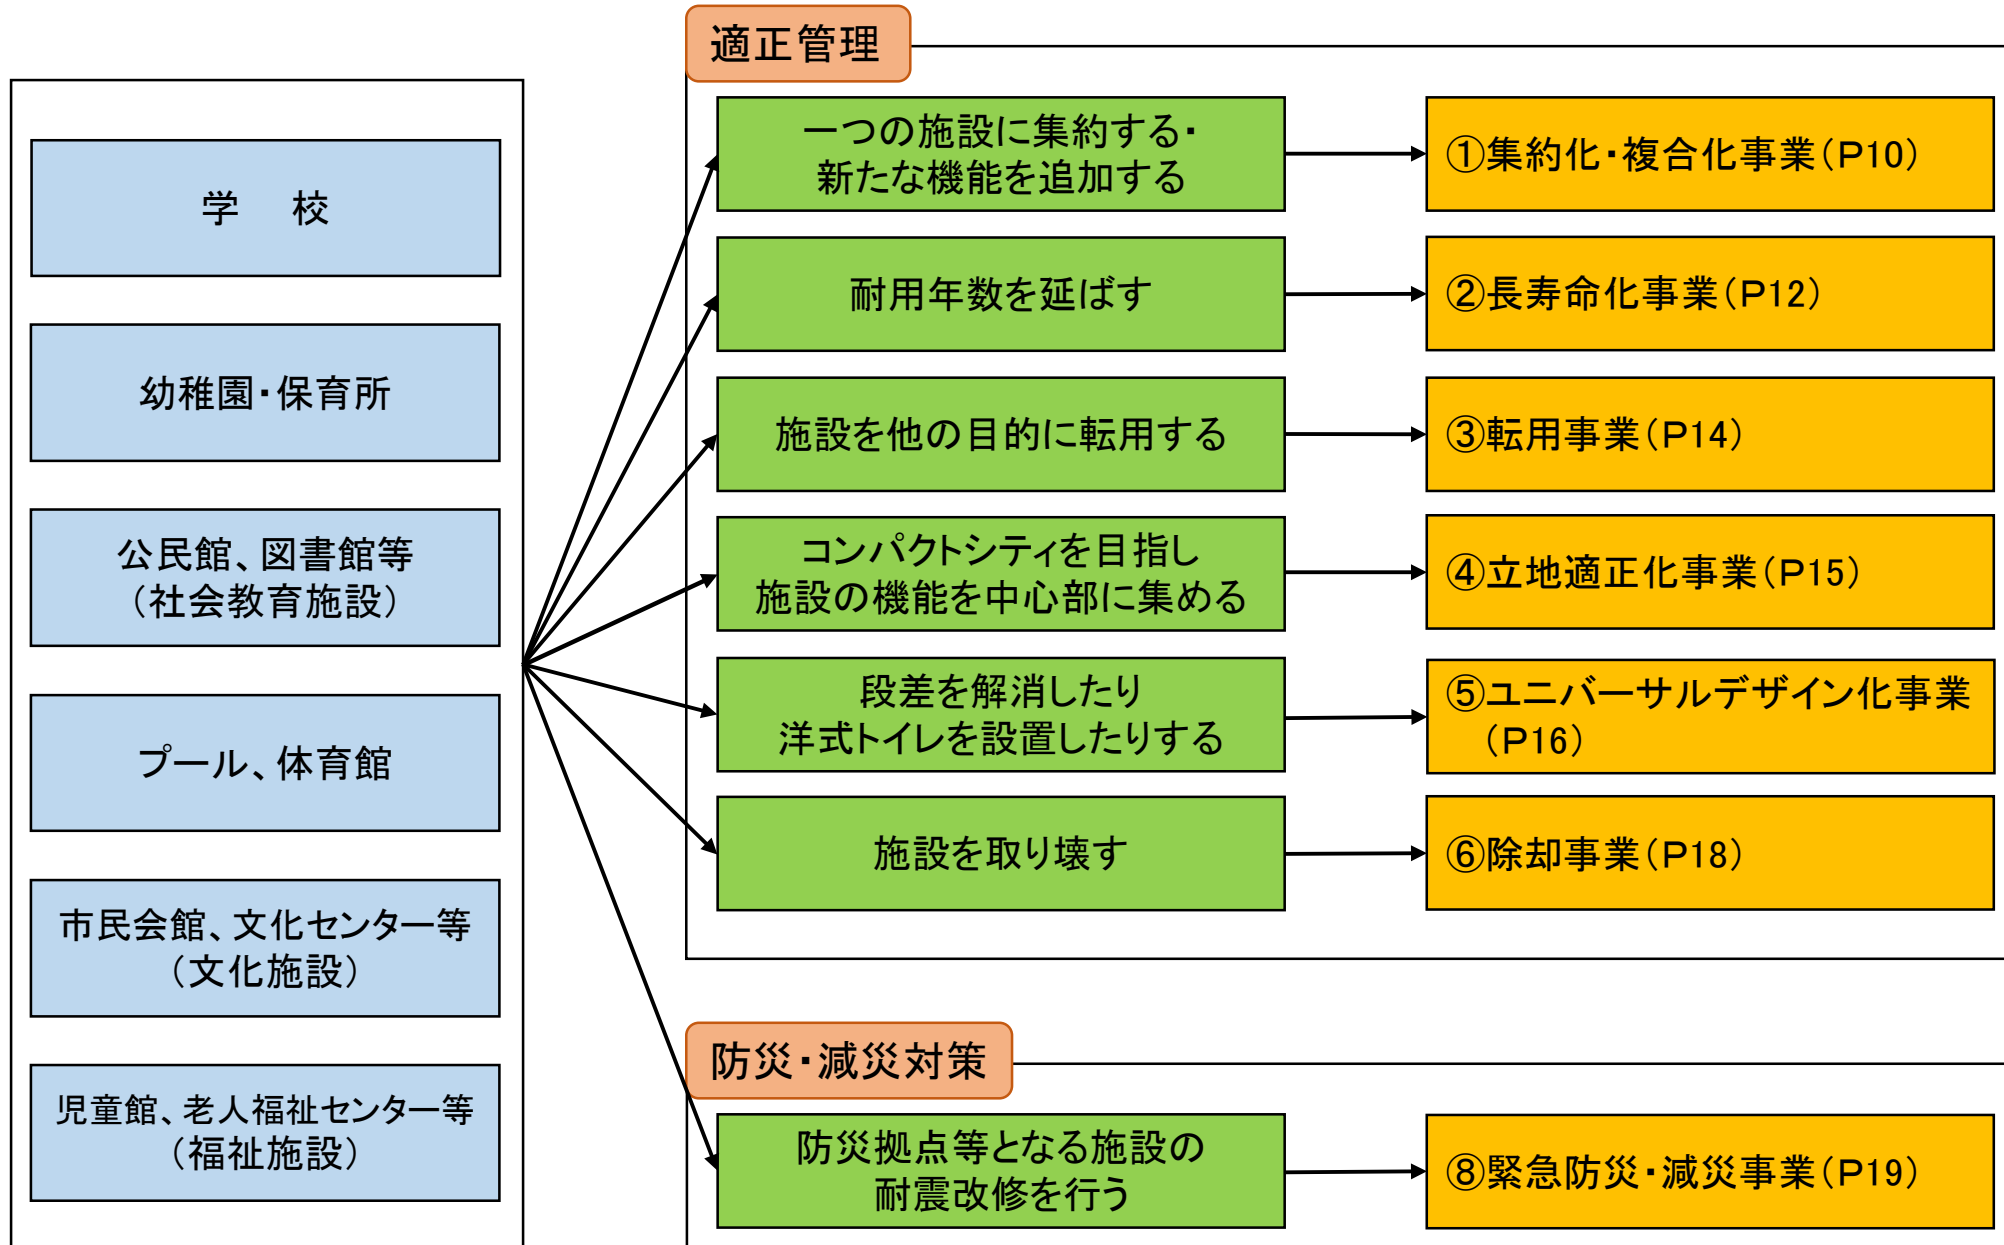 学　校
幼稚園・保育所
公民館、図書館等
（社会教育施設）
プール、体育館
市民会館、文化センター等
（文化施設）
児童館、老人福祉センター等
（福祉施設）
適正管理
一つの施設に集約する・
新たな機能を追加する
①集約化・複合化事業（P10）
耐用年数を延ばす
②長寿命化事業（P12）
施設を他の目的に転用する
③転用事業（P14）
コンパクトシティを目指し
施設の機能を中心部に集める
④立地適正化事業（P15）
段差を解消したり
洋式トイレを設置したりする
⑤ユニバーサルデザイン化事業
（P16）
施設を取り壊す
⑥除却事業（P18）
防災・減災対策
防災拠点等となる施設の
耐震改修を行う
⑧緊急防災・減災事業（P19）